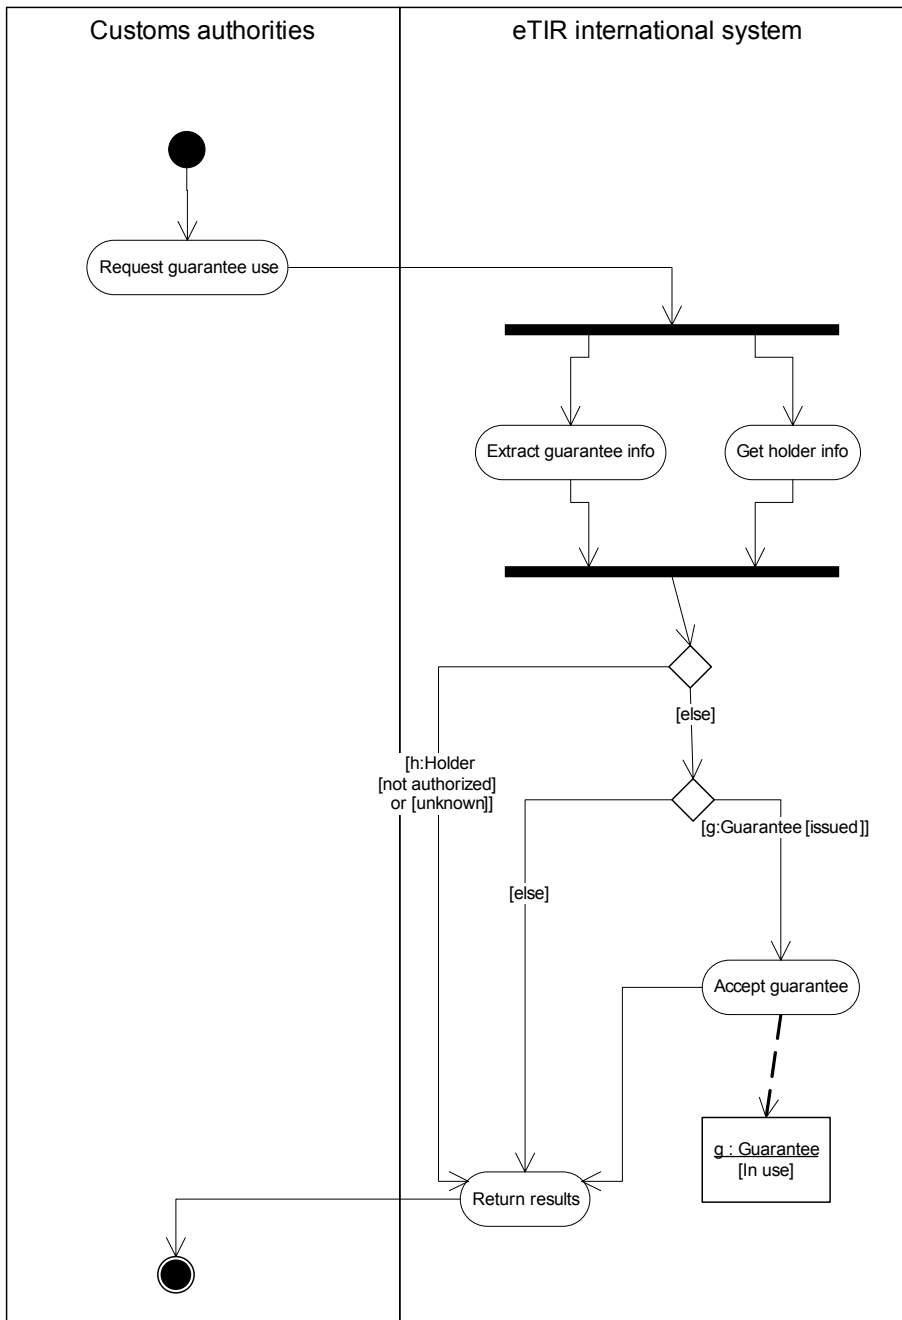 Customs authorities
eTIR international system
Request guarantee use
Extract guarantee info
Get holder info
[else]
[h:Holder
[not authorized]
or [unknown]]
[g:Guarantee [issued]]
[else]
Accept guarantee
g : Guarantee
[In use]
Return results